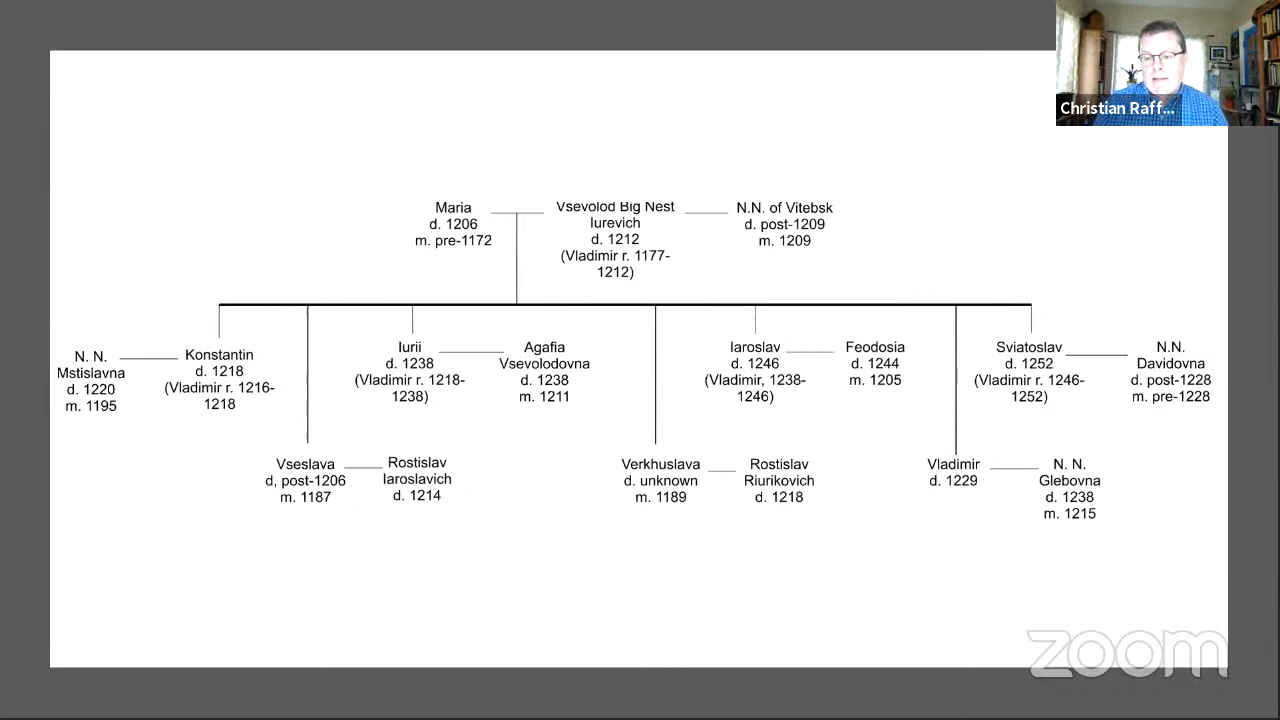 Christian Raff...
Maria
d. 1206
m. pre-1172
Vsevolod Big Nest
Iurevich
d. 1212
(Vladimir r. 1177-
1212)
N.N. of Vitebsk
d. post-1209
m. 1209
N. N.
Mstislavna
d. 1220
m. 1195
Konstantin
d. 1218
(Vladimir r. 1216-
1218
Iurii
d. 1238
(Vladimir r. 1218-
1238)
Agafia
Vsevolodovna
d. 1238
m. 1211
Iaroslav
d. 1246
(Vladimir, 1238-
1246)
Feodosia
d. 1244
m. 1205
Sviatoslav
d. 1252
(Vladimir r. 1246-
1252)
N.N.
Davidovna
d. post-1228
m. pre-1228
Vseslava
d, post-1206
m. 1187
Rostislav
Iaroslavich
d. 1214
Verkhuslava
d. unknown
m. 1189
Rostislav
Riurikovich
d. 1218
Vladimir
d. 1229
N. N.
Glebovna
d. 1238
m. 1215
zoom